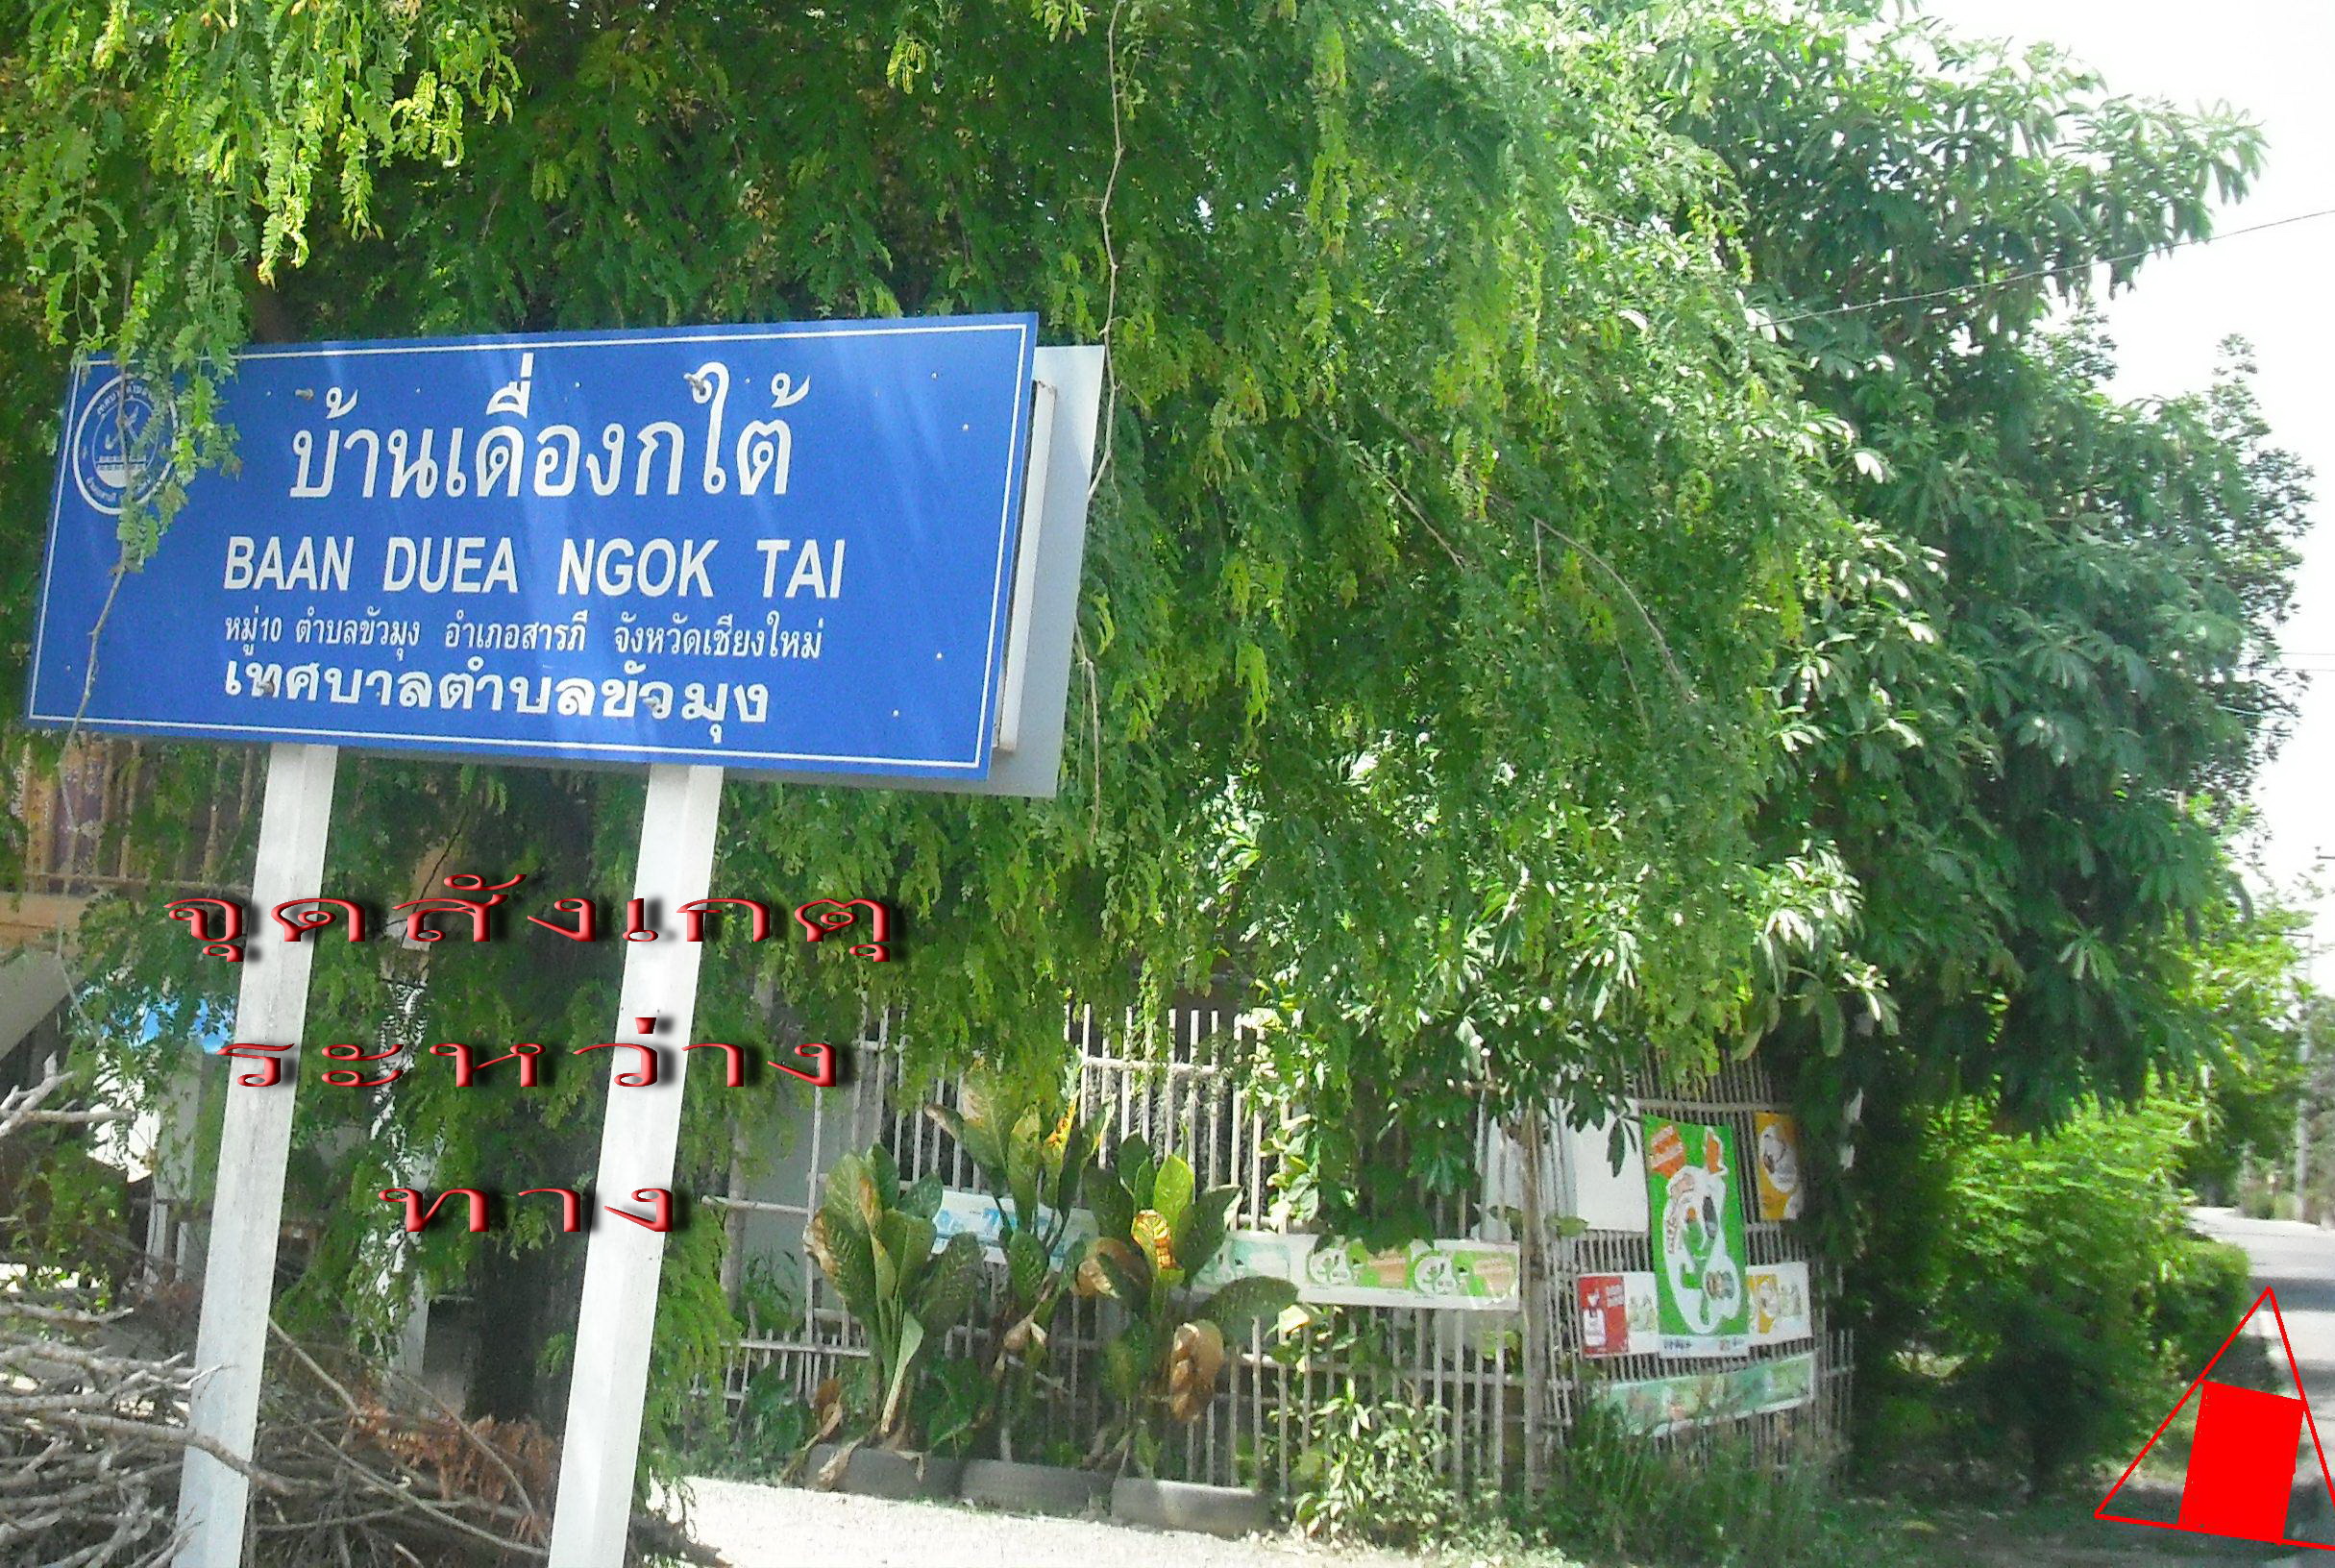 บ้านเดื่องกใต้
BAAN DUEA NGOK TAI
หมู่10 ตำบลขัวมุง อำเภอสารภี จังหวัดเชียงใหม่
เทศบาลตำบลขัวมุง
จุดสังเกตุ
ระหว่าง
ทาง